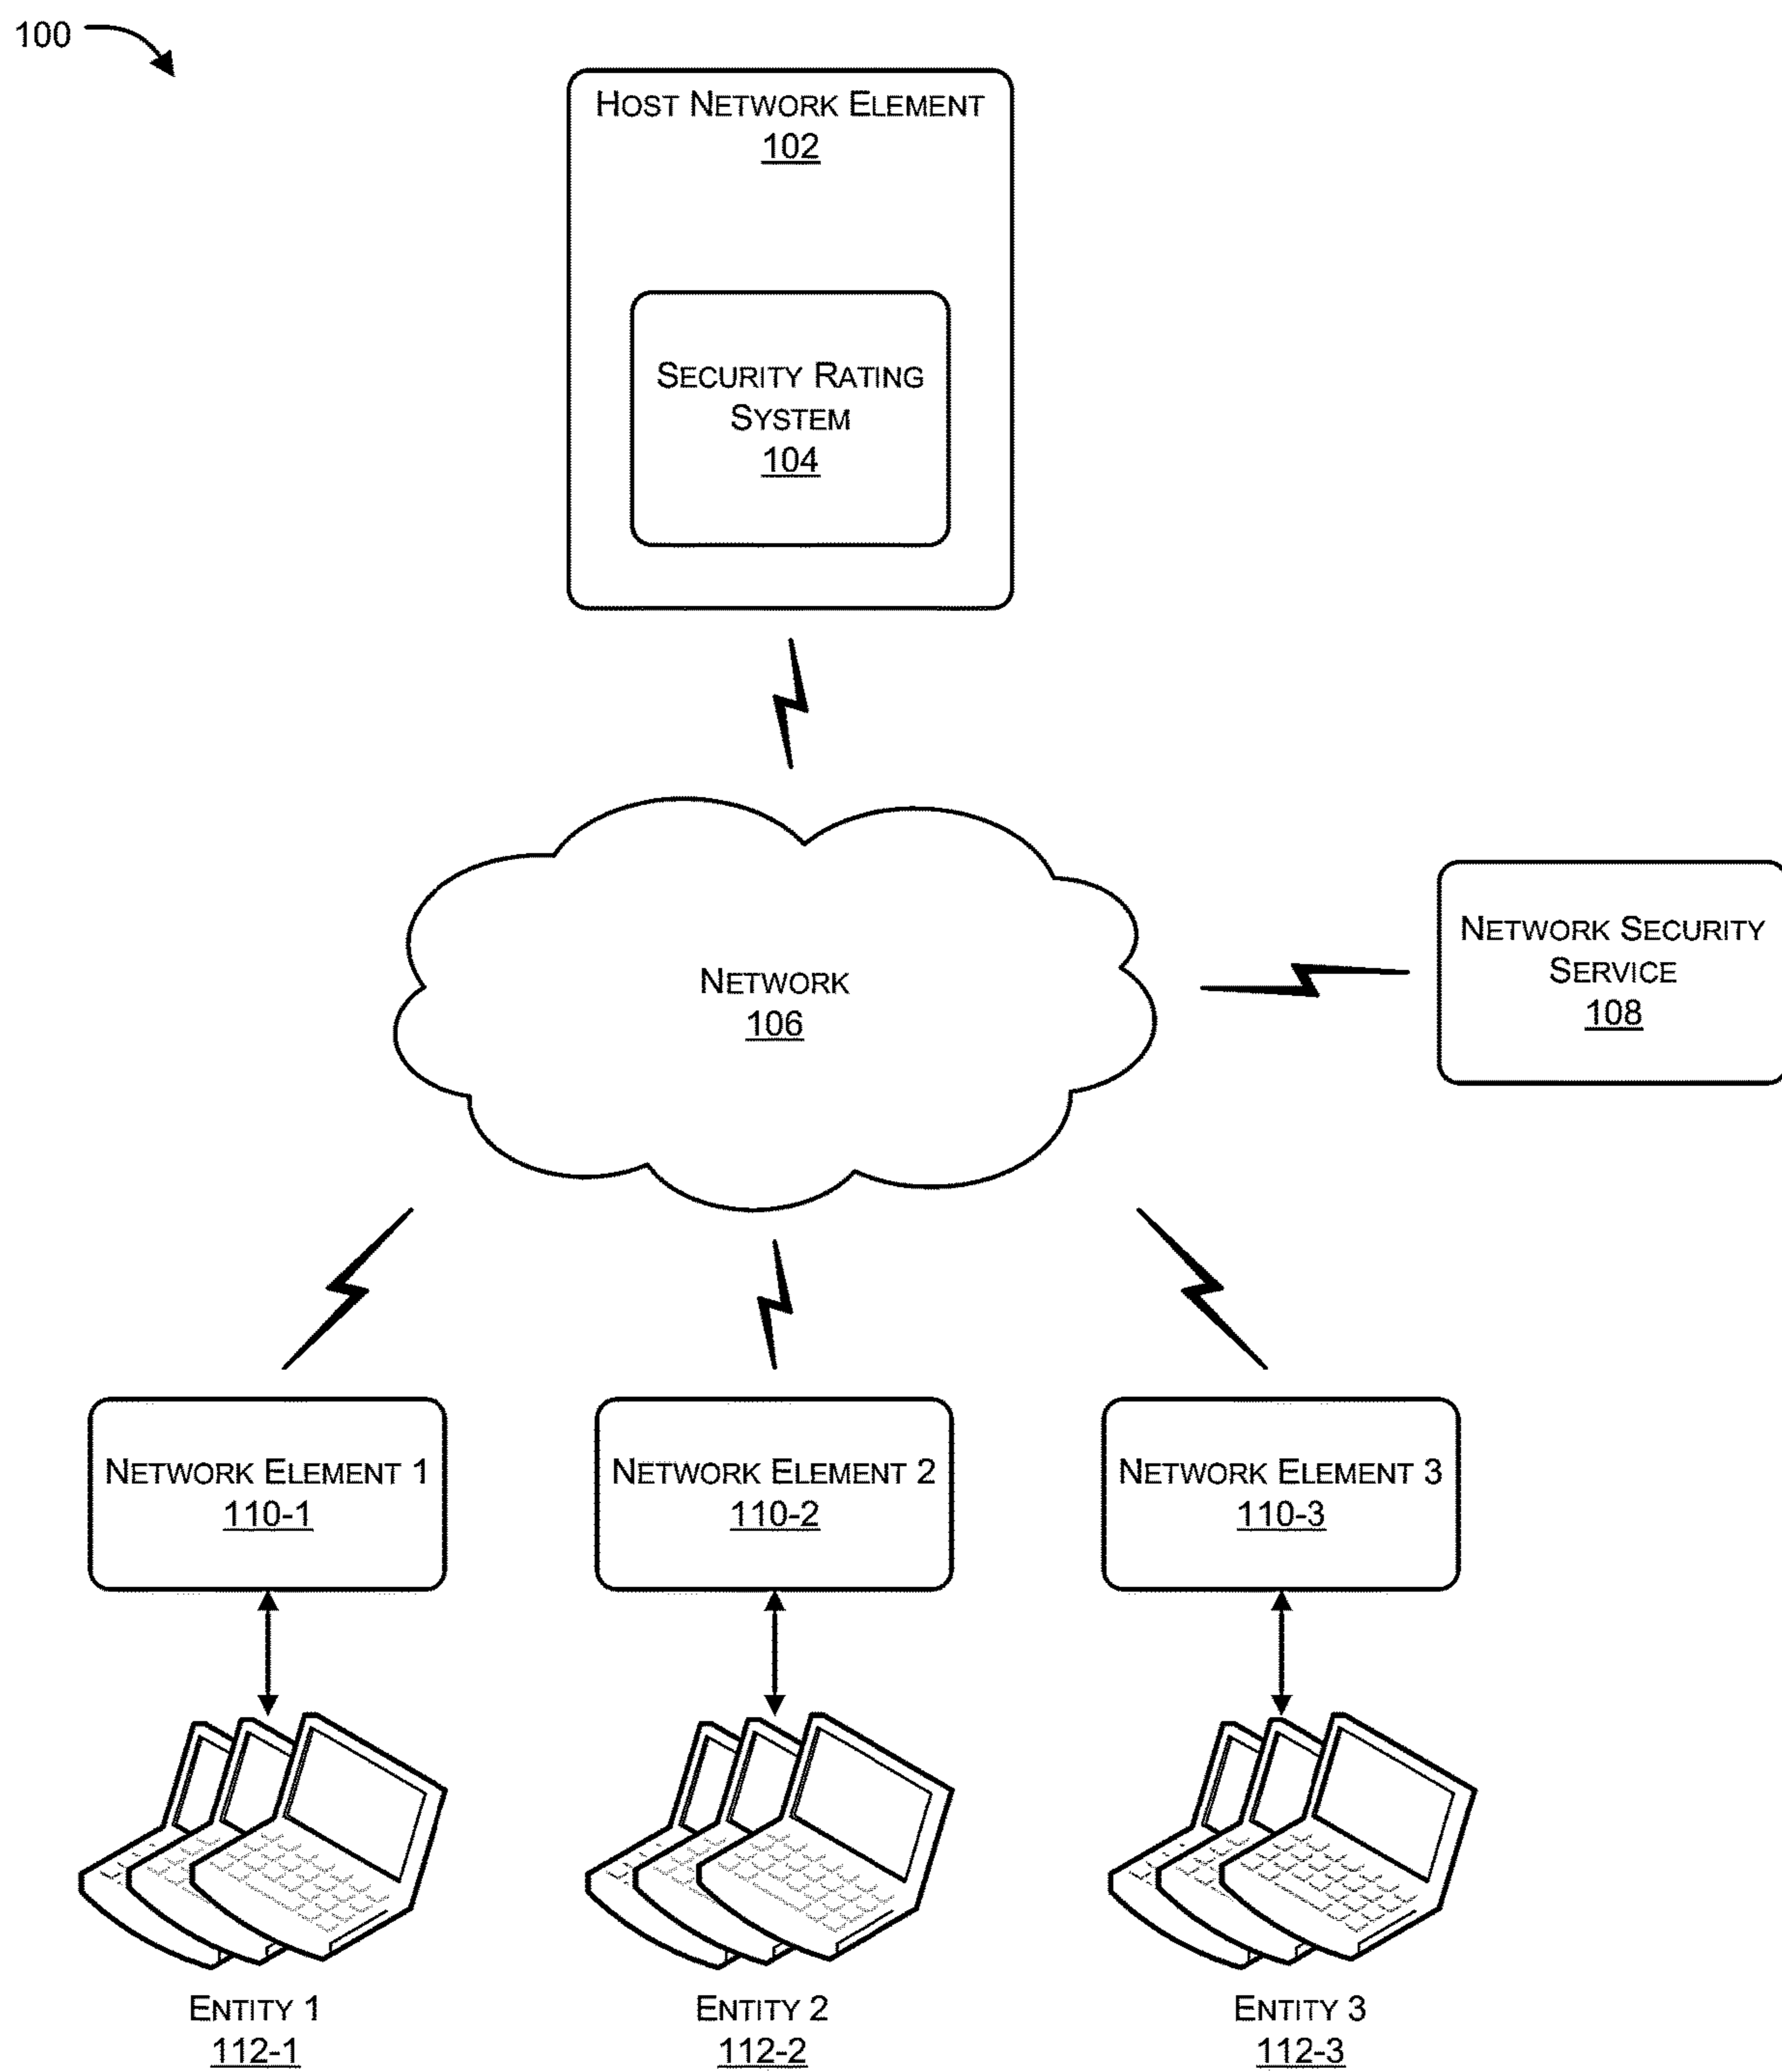 100
HOST NETWORK ELEMENT
102
SECURITY RATING
SYSTEM
104
NETWORK
106
NETWORK SECURITY
SERVICE
108
NETWORK ELEMENT 1
110-1
NETWORK ELEMENT 2
110-2
NETWORK ELEMENT 3
110-3
ENTITY 1
112-1
ENTITY 2
112-2
ENTITY 3
112-3